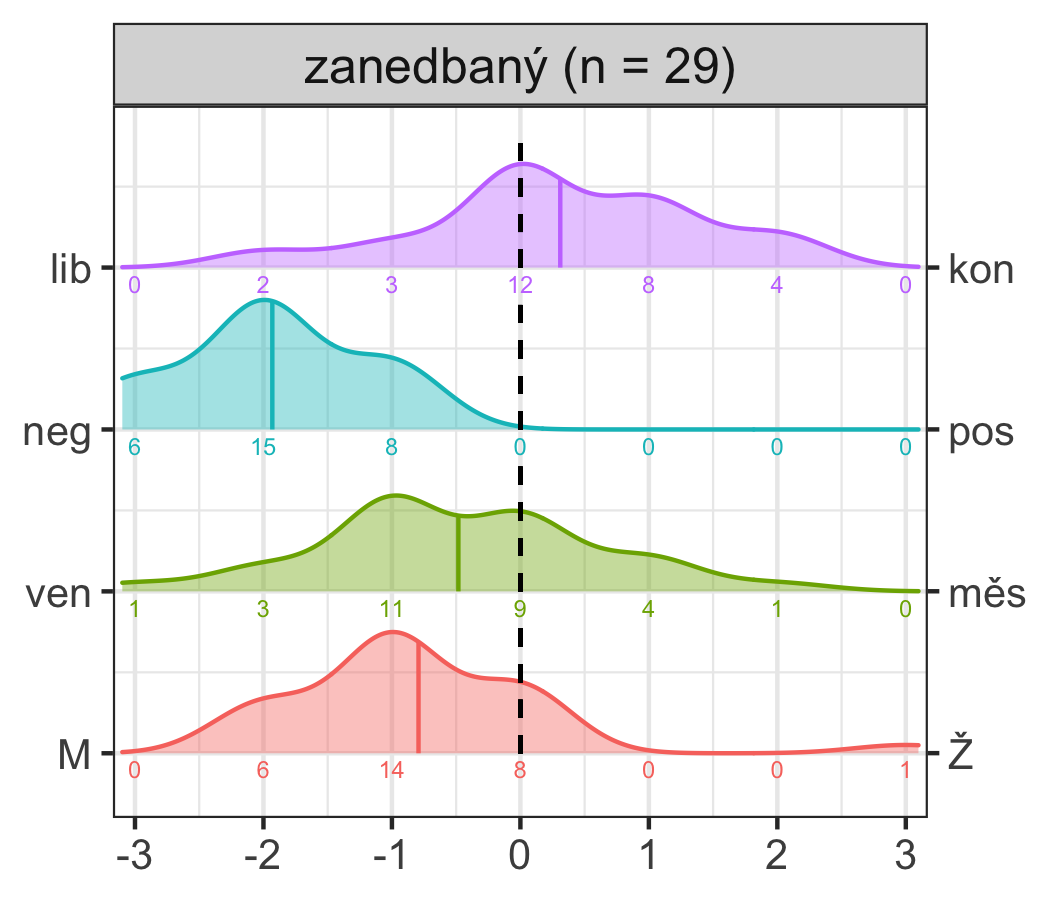 zanedbaný (n = 29)
lib kon
0 2 3 12 8 4 0
neg pos
6 15 8 0 0 0 0
ven měs
1 3 11 9 4 1 0
M Ž
0 6 14 8 0 0 1
-3 -2 -1 0 1 2 3